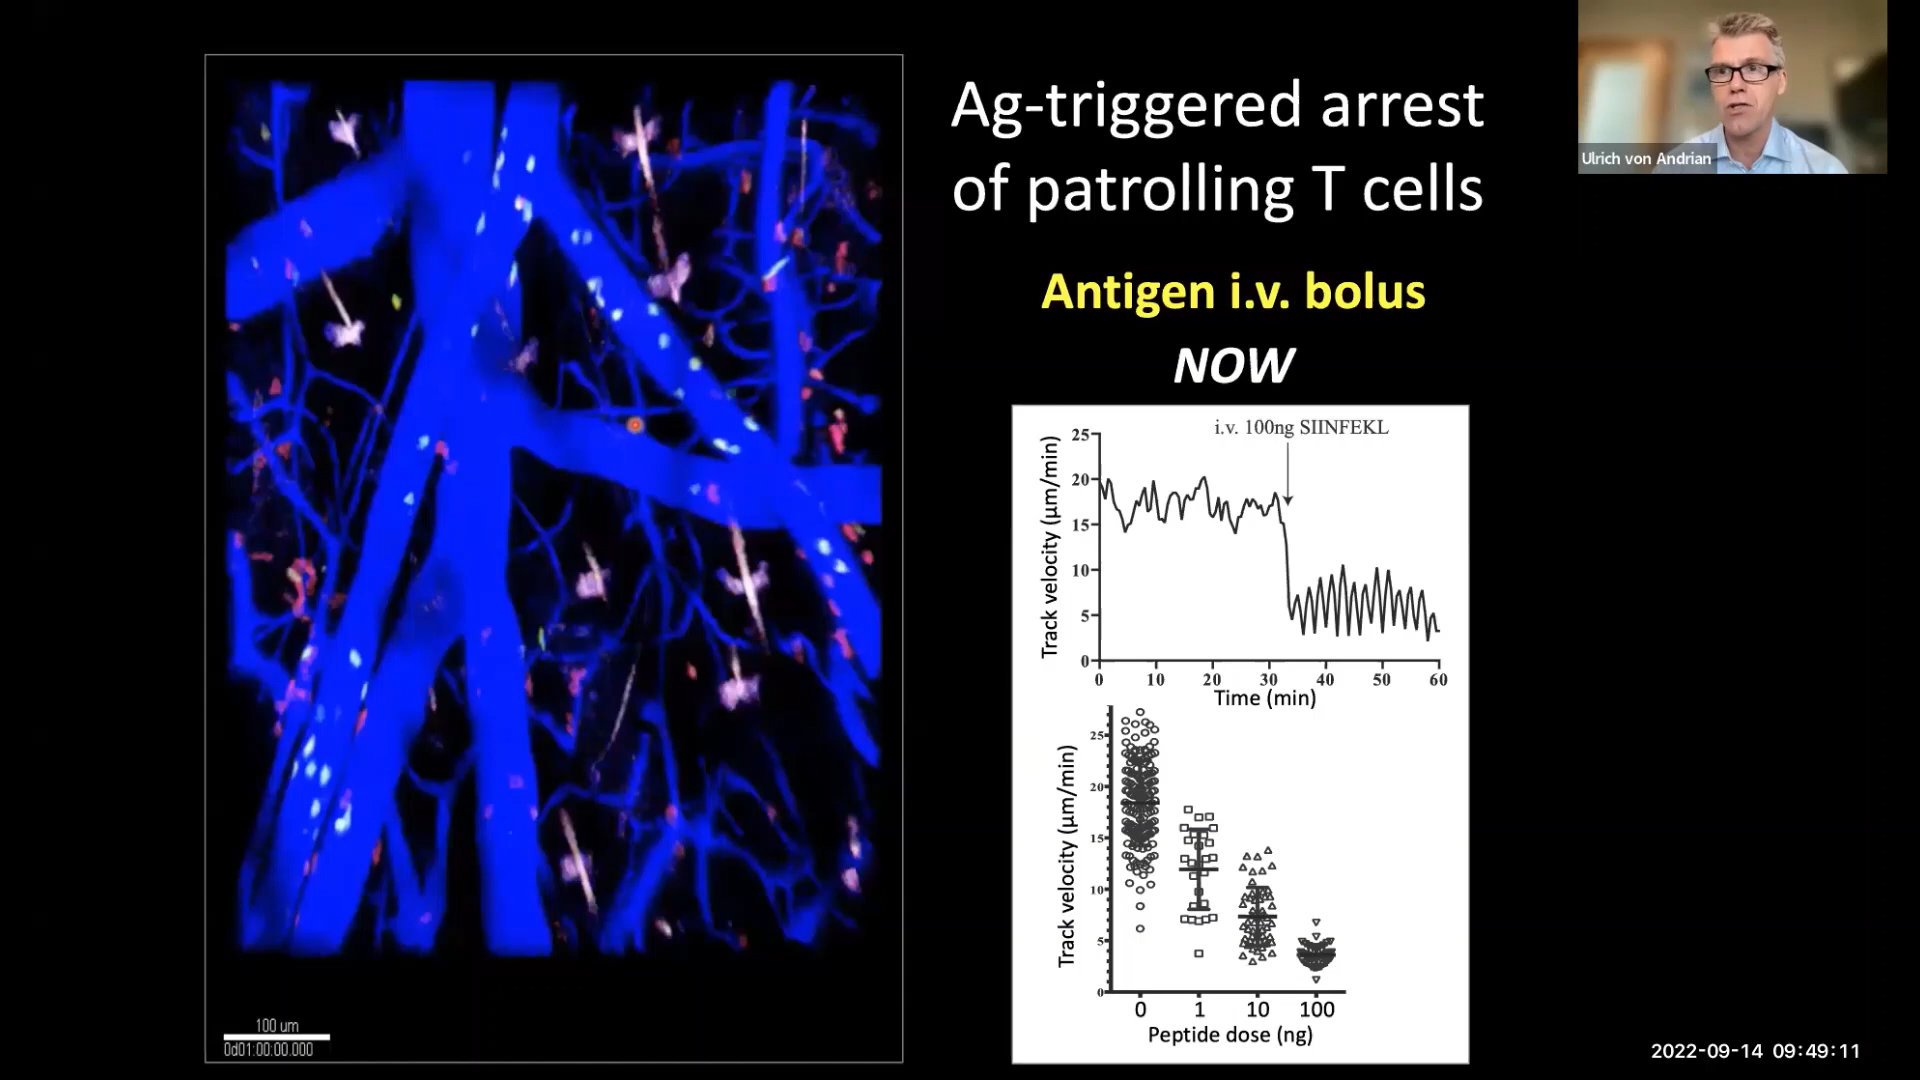 Ag-triggered arrest
of patrolling T cells
Antigen i.v. bolus
NOW
Ulrich von Andrian
i.v. 100ng SIINFEKL
Track velocity (µm/min)
25
20
15
10
5
0
0 10 20 30 40 50 60
Time (min)
Track velocity (µm/min)
25
20
15
10
5
0
0 1 10 100
Peptide dose (ng)
100 um
0d01:00:00.000
2022-09-14 09:49:11